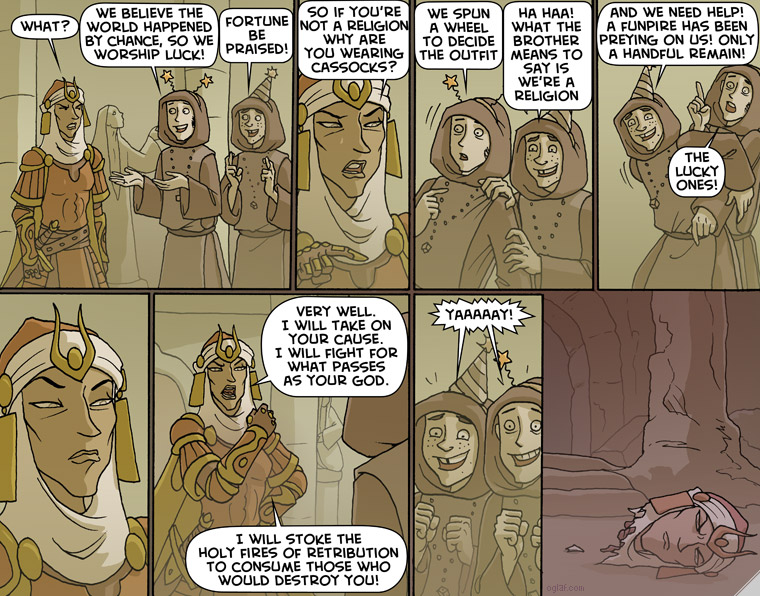 WHAT?
WE BELIEVE THE
WORLD HAPPENED
BY CHANCE, SO WE
WORSHIP LUCK!
FORTUNE
BE
PRAISED!
SO IF YOU'RE
NOT A RELIGION
WHY ARE
YOU WEARING
CASSOCKS?
WE SPUN
A WHEEL
TO DECIDE
THE OUTFIT
HA HAA!
WHAT THE
BROTHER
MEANS TO
SAY IS
WE'RE A
RELIGION
AND WE NEED HELP!
A FUNPIRE HAS BEEN
PREYING ON US! ONLY
A HANDFUL REMAIN!
THE
LUCKY
ONES!
VERY WELL.
I WILL TAKE ON
YOUR CAUSE.
I WILL FIGHT FOR
WHAT PASSES
AS YOUR GOD.
I WILL STOKE THE
HOLY FIRES OF RETRIBUTION
TO CONSUME THOSE WHO
WOULD DESTROY YOU!
YAAAAAY!
oglaf.com